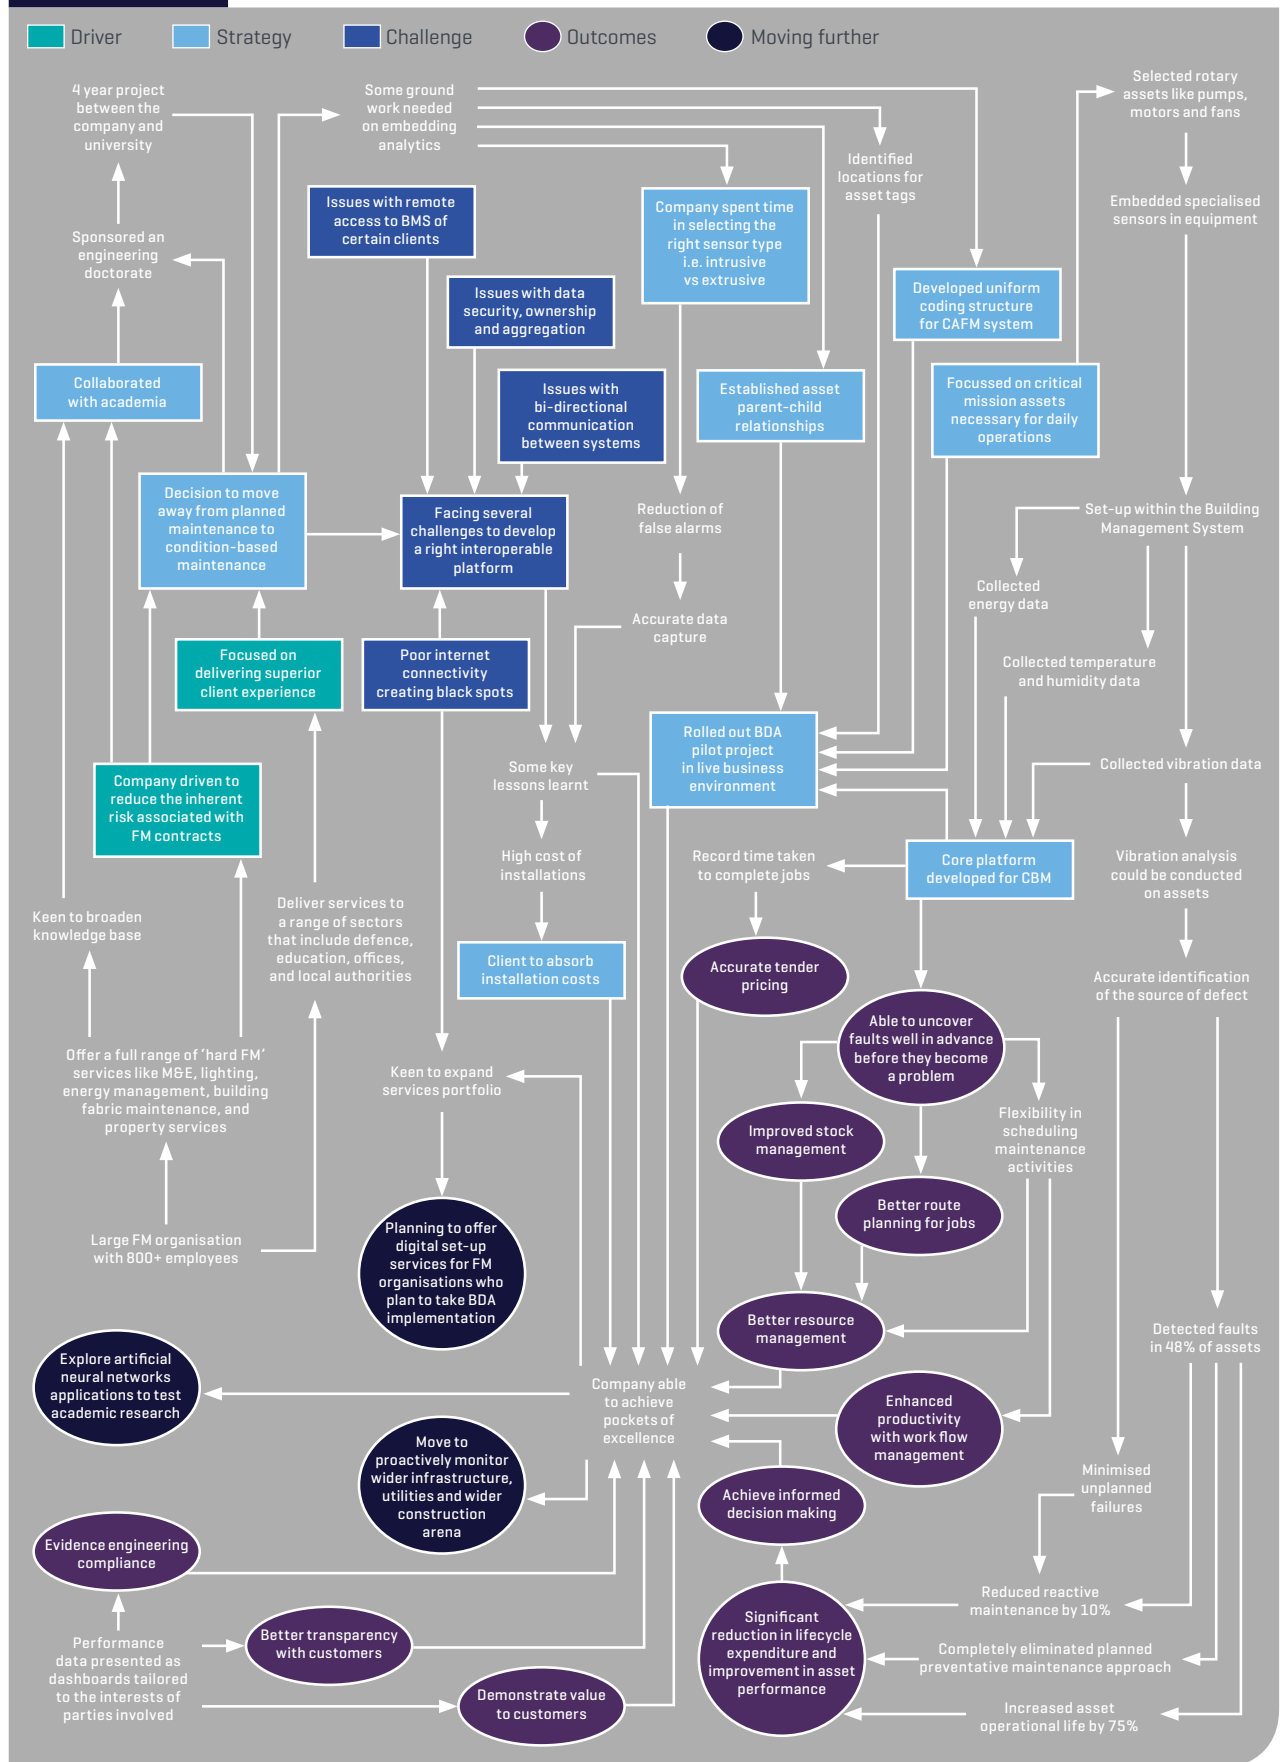 Driver
Strategy
Challenge
Outcomes
Moving further
4 year project
between the
company and
university
Some ground
work needed
on embedding
analytics
Selected rotary
assets like pumps,
motors and fans
Identified
locations for
asset tags
Issues with remote
access to BMS of
certain clients
Company spent time
in selecting the
right sensor type
i.e. intrusive
vs extrusive
Embedded specialised
sensors in equipment
Sponsored an
engineering
doctorate
Issues with data
security, ownership
and aggregation
Developed uniform
coding structure
for CAFM system
Collaborated
with academia
Issues with
bi-directional
communication
between systems
Established asset
parent-child
relationships
Focussed on critical
mission assets
necessary for daily
operations
Decision to move
away from planned
maintenance to
condition-based
maintenance
Facing several
challenges to develop
a right interoperable
platform
Reduction of
false alarms
Set-up within the Building
Management System
Collected
energy data
Accurate data
capture
Focused on
delivering superior
client experience
Poor internet
connectivity
creating black spots
Collected temperature
and humidity data
Rolled out BDA
pilot project
in live business
environment
Company driven to
reduce the inherent
risk associated with
FM contracts
Some key
lessons learnt
Collected vibration data
High cost of
installations
Record time taken
to complete jobs
Core platform
developed for CBM
Vibration analysis
could be conducted
on assets
Keen to broaden
knowledge base
Deliver services to
a range of sectors
that include defence,
education, offices,
and local authorities
Client to absorb
installation costs
Accurate tender
pricing
Accurate identification
of the source of defect
Able to uncover
faults well in advance
before they become
a problem
Offer a full range of ‘hard FM’
services like M&E, lighting,
energy management, building
fabric maintenance, and
property services
Keen to expand
services portfolio
Improved stock
management
Flexibility in
scheduling
maintenance
activities
Better route
planning for jobs
Large FM organisation
with 800+ employees
Planning to offer
digital set-up
services for FM
organisations who
plan to take BDA
implementation
Better resource
management
Detected faults
in 48% of assets
Explore artificial
neural networks
applications to test
academic research
Company able
to achieve
pockets of
excellence
Enhanced
productivity
with work flow
management
Move to
proactively monitor
wider infrastructure,
utilities and wider
construction
arena
Achieve informed
decision making
Minimised
unplanned
failures
Evidence engineering
compliance
Reduced reactive
maintenance by 10%
Significant
reduction in lifecycle
expenditure and
improvement in asset
performance
Performance
data presented as
dashboards tailored
to the interests of
parties involved
Better transparency
with customers
Completely eliminated planned
preventative maintenance approach
Demonstrate value
to customers
Increased asset
operational life by 75%